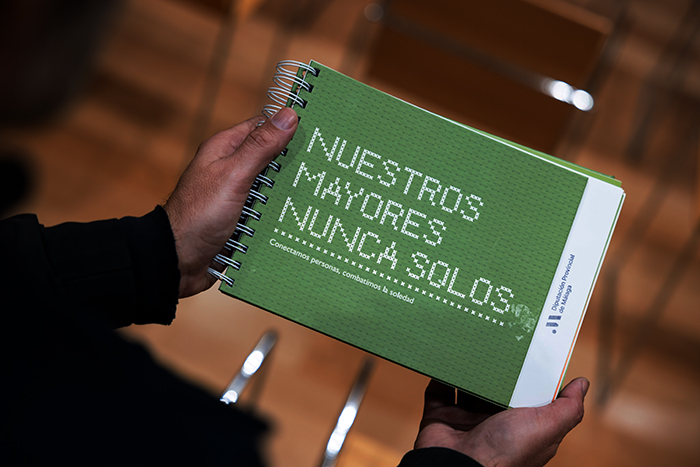 NUESTROS
MAYORES
NUNCA SOLOS
Conectamos personas, combatimos la soledad
Diputación Provincial
de Málaga